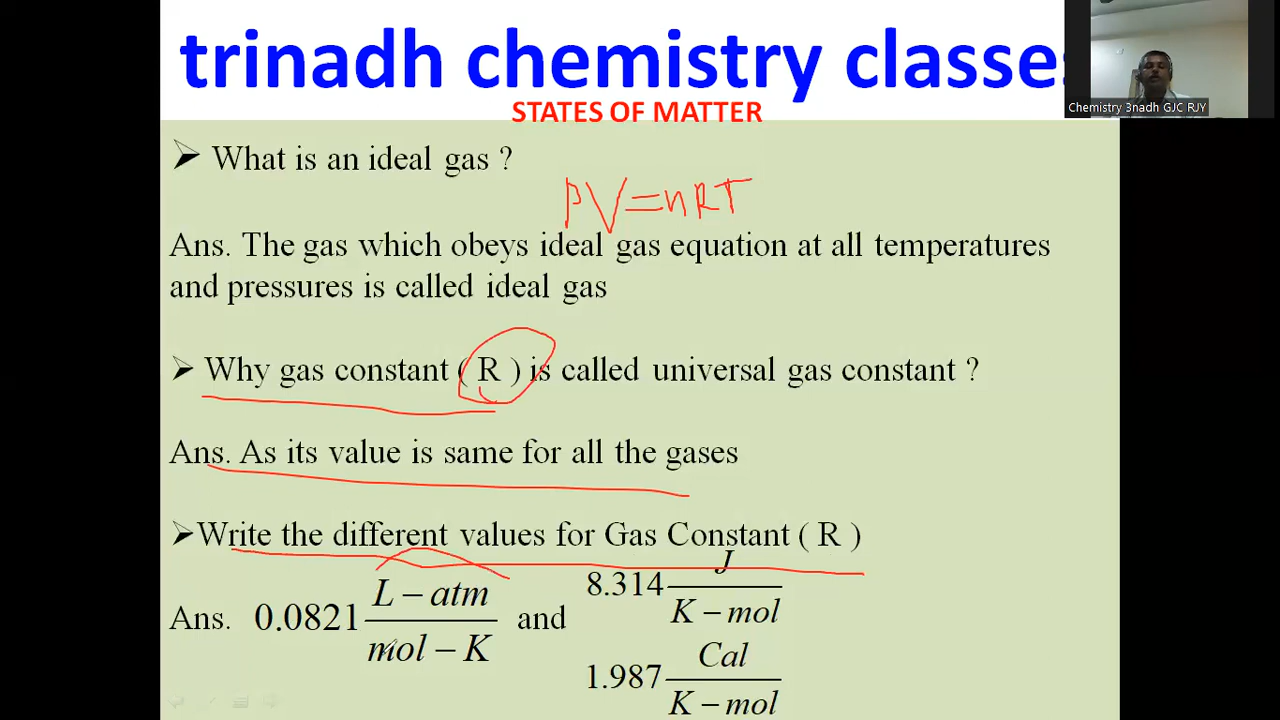 trinadh chemistry classes
Chemistry 3nadh GJC RJY
STATES OF MATTER
➢ What is an ideal gas ?
PV=nRT
Ans. The gas which obeys ideal gas equation at all temperatures
and pressures is called ideal gas
➢ Why gas constant ( R ) is called universal gas constant ?
Ans. As its value is same for all the gases
➢Write the different values for Gas Constant ( R )
Ans. 0.0821 L – atm / mol – K and 8.314 J / K – mol
1.987 Cal / K – mol